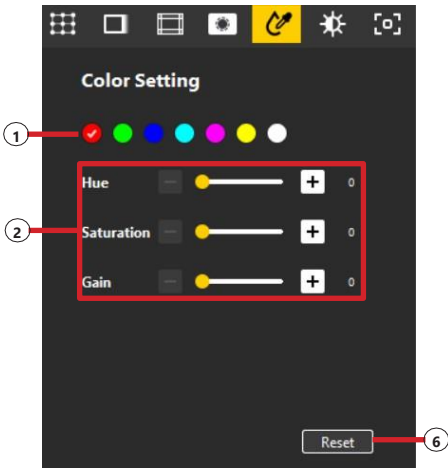 Color Setting
1
Hue 0
2
Saturation 0
Gain 0
Reset
6